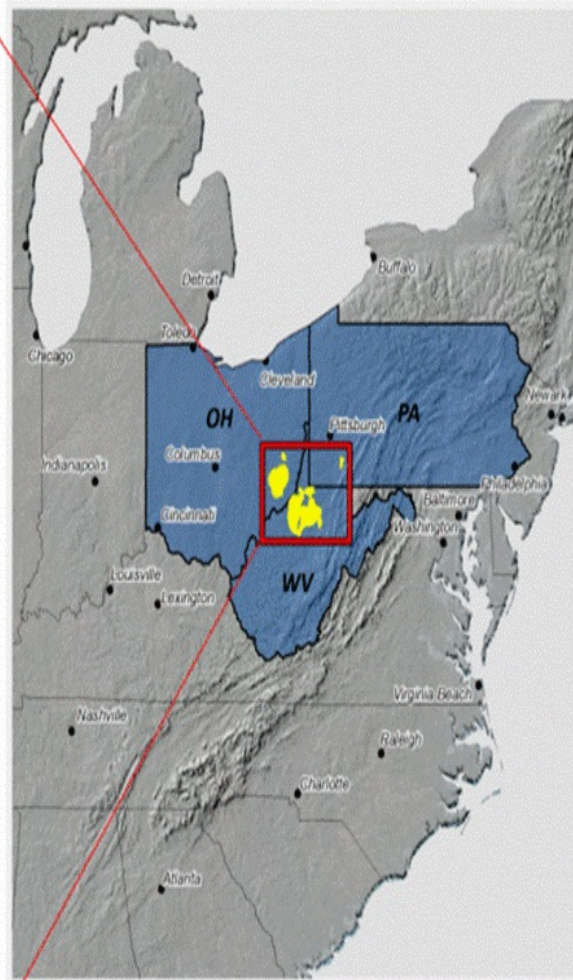 Buffalo
Detroit
Toledo
Chicago
Cleveland
Newark
OH
PA
Pittsburgh
Columbus
Indianapolis
Philadelphia
Baltimore
Cincinnati
Washington
Louisville
WV
Lexington
Virginia Beach
Nashville
Raleigh
Charlotte
Atlanta